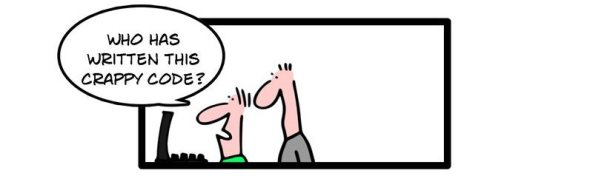 WHO HAS
WRITTEN THIS
CRAPPY CODE?